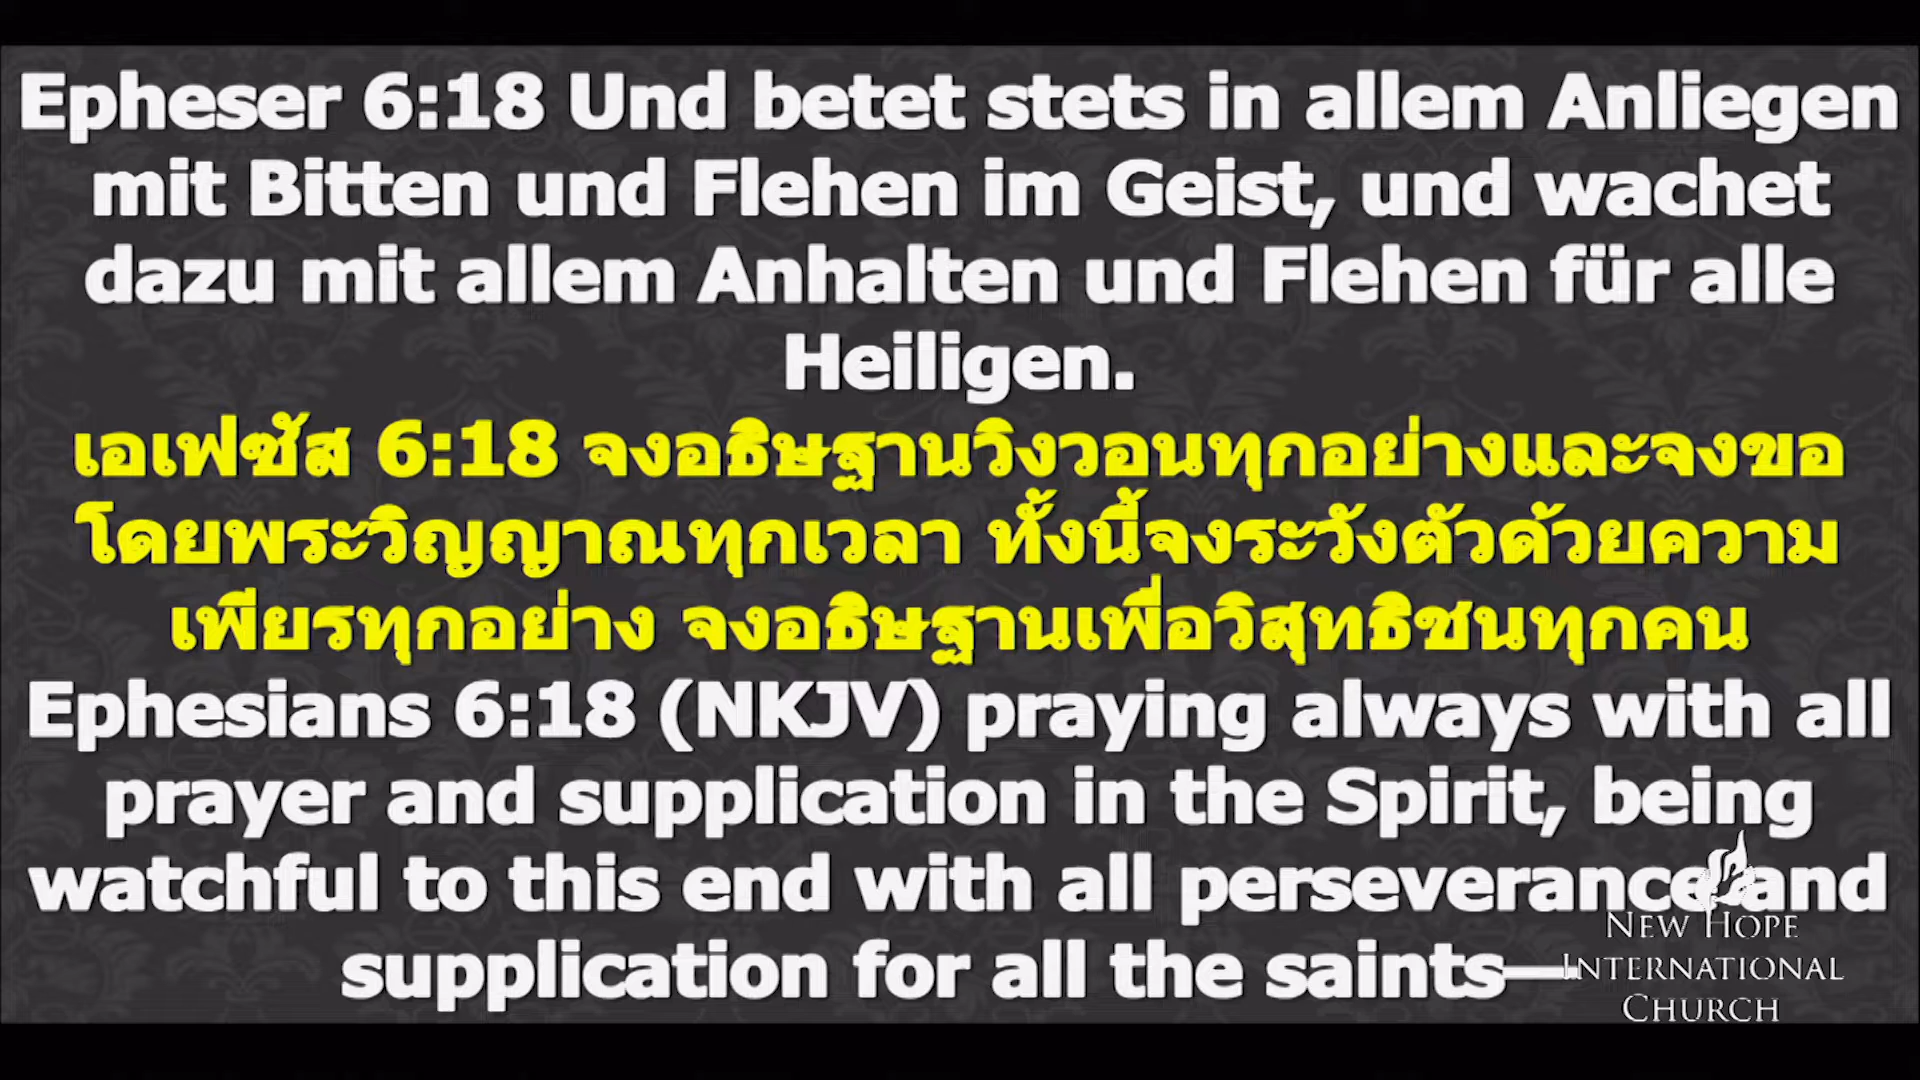 Epheser 6:18 Und betet stets in allem Anliegen
mit Bitten und Flehen im Geist, und wachet
dazu mit allem Anhalten und Flehen für alle
Heiligen.
เอเฟซัส 6:18 จงอธิษฐานวิงวอนทุกอย่างและจงขอ
โดยพระวิญญาณทุกเวลา ทั้งนี้จงระวังตัวด้วยความ
เพียรทุกอย่าง จงอธิษฐานเพื่อวิสุทธิชนทุกคน
Ephesians 6:18 (NKJV) praying always with all
prayer and supplication in the Spirit, being
watchful to this end with all perseverance and
supplication for all the saints—
NEW HOPE
INTERNATIONAL
CHURCH